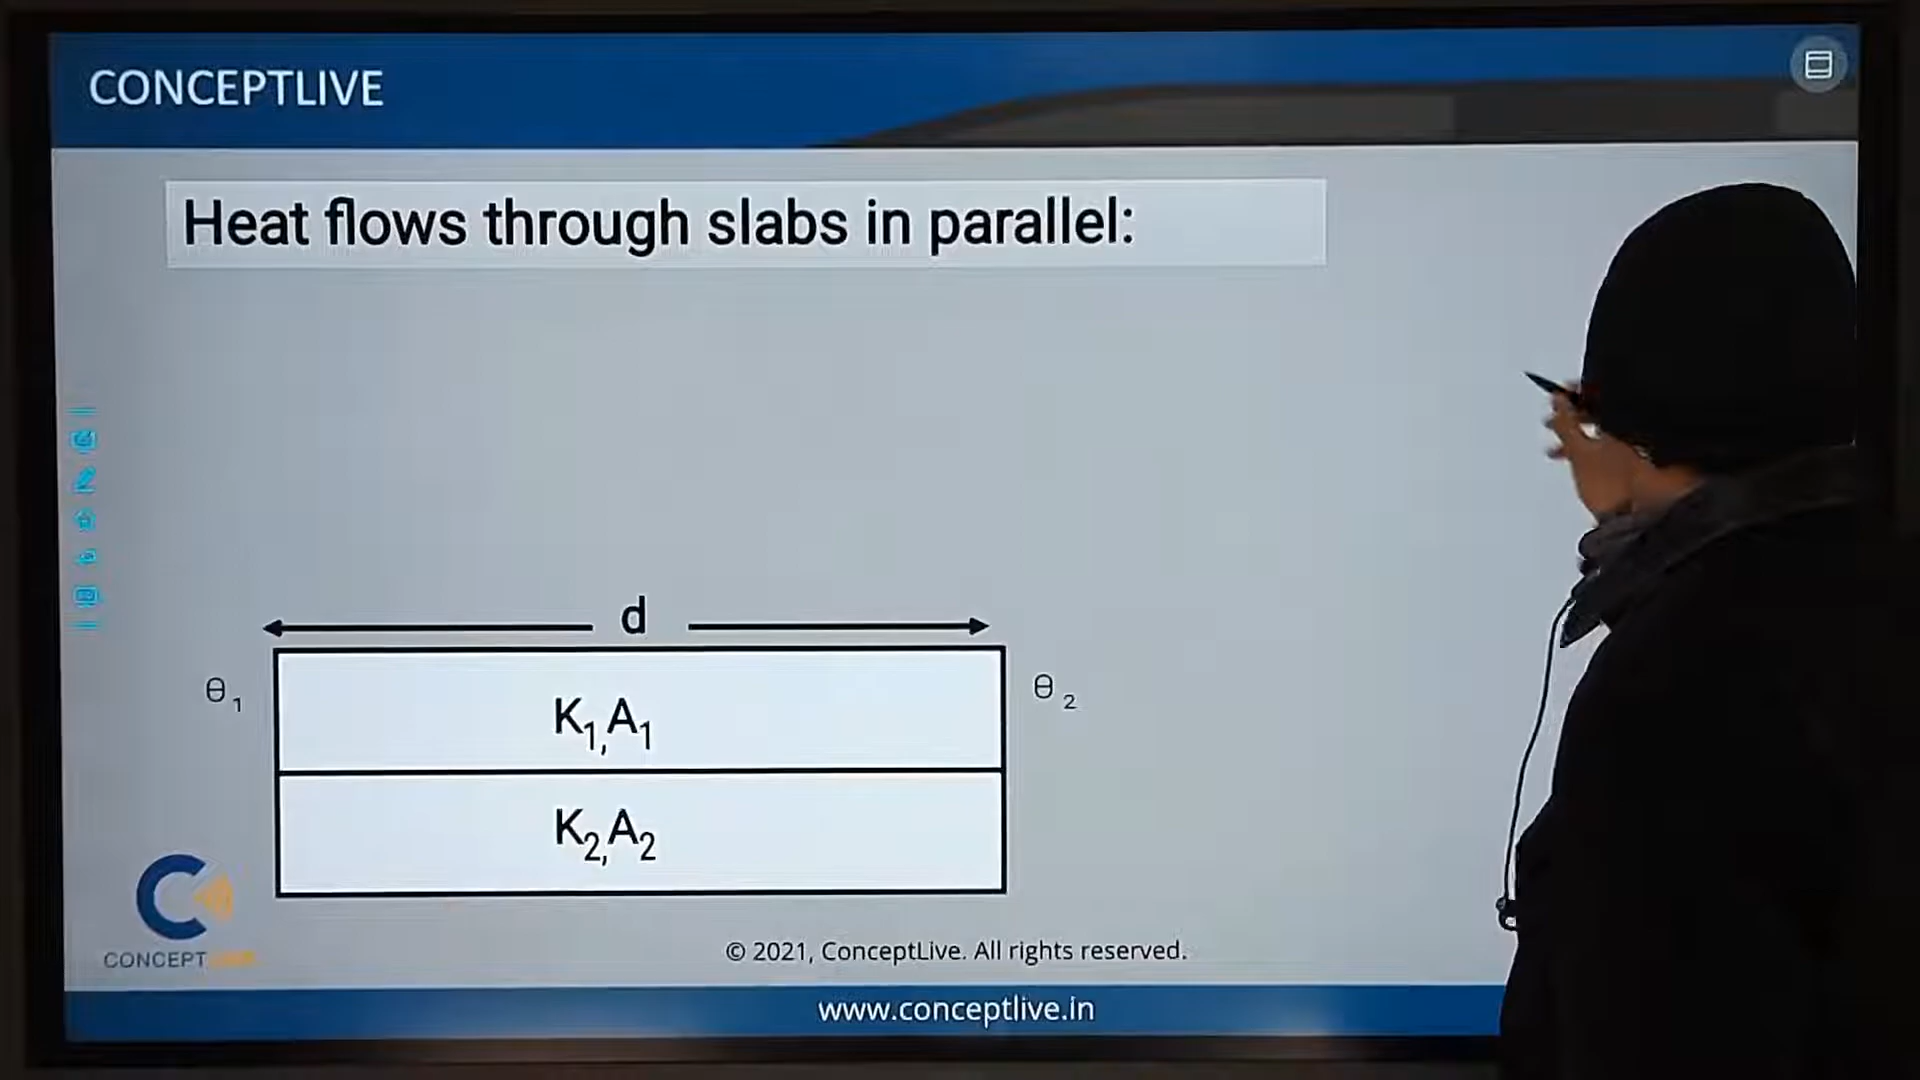 CONCEPTLIVE
Heat flows through slabs in parallel:
d
θ1
K1,A1
θ2
K2,A2
CONCEPT
© 2021, ConceptLive. All rights reserved.
www.conceptlive.in